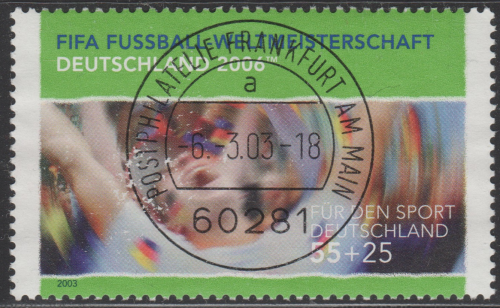 FIFA FUSSBALL-WELTMEISTERSCHAFT
DEUTSCHLAND 2006™
POSTPHILATELIE FRANKFURT AM MAIN
a
-6.-3.03-18
60281
FÜR DEN SPORT
DEUTSCHLAND
55+25
2003